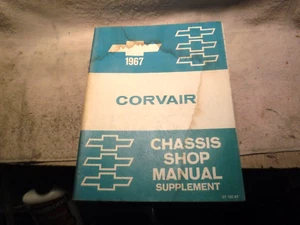 1967
CORVAIR
CHASSIS
SHOP
MANUAL
SUPPLEMENT